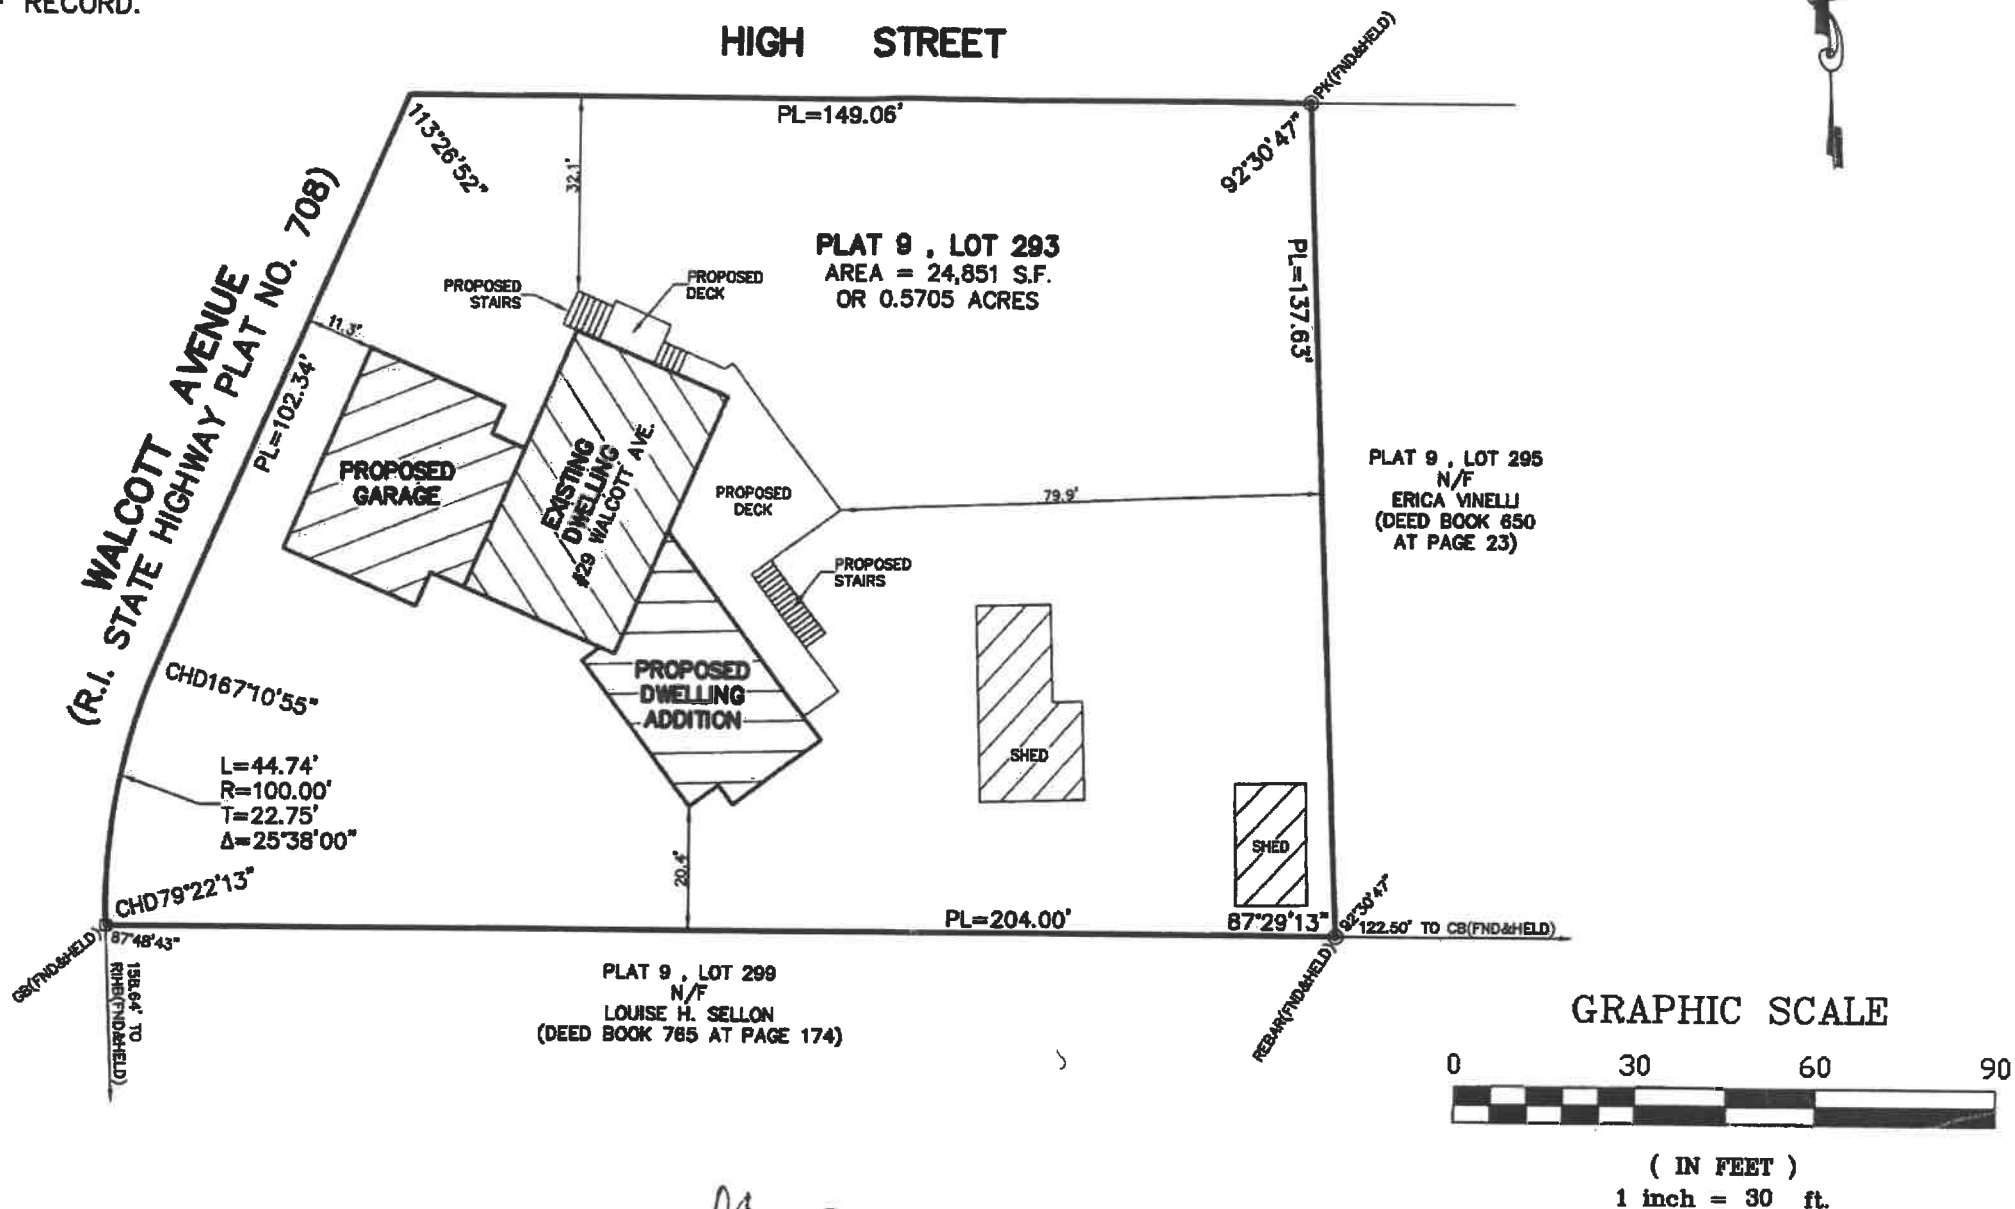 RECORD.
HIGH STREET
PK(FND&HELD)
PL=149.06'
113°26'52"
92°30'47"
32.1'
WALCOTT AVENUE
(R.I. STATE HIGHWAY PLAT NO. 708)
PLAT 9 , LOT 293
AREA = 24,851 S.F.
OR 0.5705 ACRES
PL=137.63'
PROPOSED
STAIRS
PROPOSED
DECK
11.3'
PL=102.34'
PROPOSED
GARAGE
EXISTING
DWELLING
#29 WALCOTT AVE.
PROPOSED
DECK
79.9'
PLAT 9 , LOT 295
N/F
ERICA VINELLI
(DEED BOOK 650
AT PAGE 23)
PROPOSED
STAIRS
PROPOSED
DWELLING
ADDITION
SHED
SHED
CHD167°10'55"
L=44.74'
R=100.00'
T=22.75'
Δ=25°38'00"
CHD79°22'13"
20.4'
PL=204.00'
87°29'13"
92°30'47"
122.50' TO CB(FND&HELD)
GB(FND&HELD)
87°48'43"
158.64' TO
RIHB(FND&HELD)
REBAR(FND&HELD)
PLAT 9 , LOT 299
N/F
LOUISE H. SELLON
(DEED BOOK 765 AT PAGE 174)
GRAPHIC SCALE
0 30 60 90
( IN FEET )
1 inch = 30 ft.